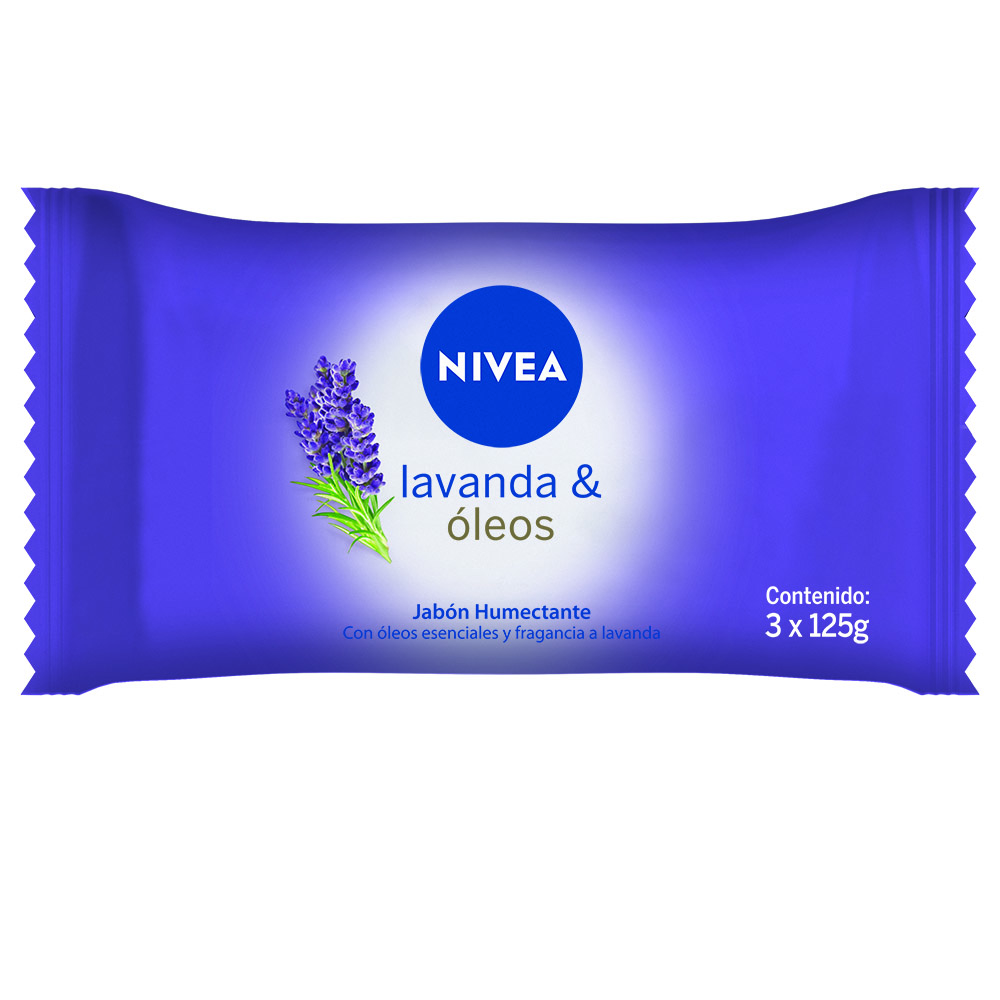 NIVEA
lavanda &
óleos
Jabón Humectante
Con óleos esenciales y fragancia a lavanda
Contenido:
3 x 125g